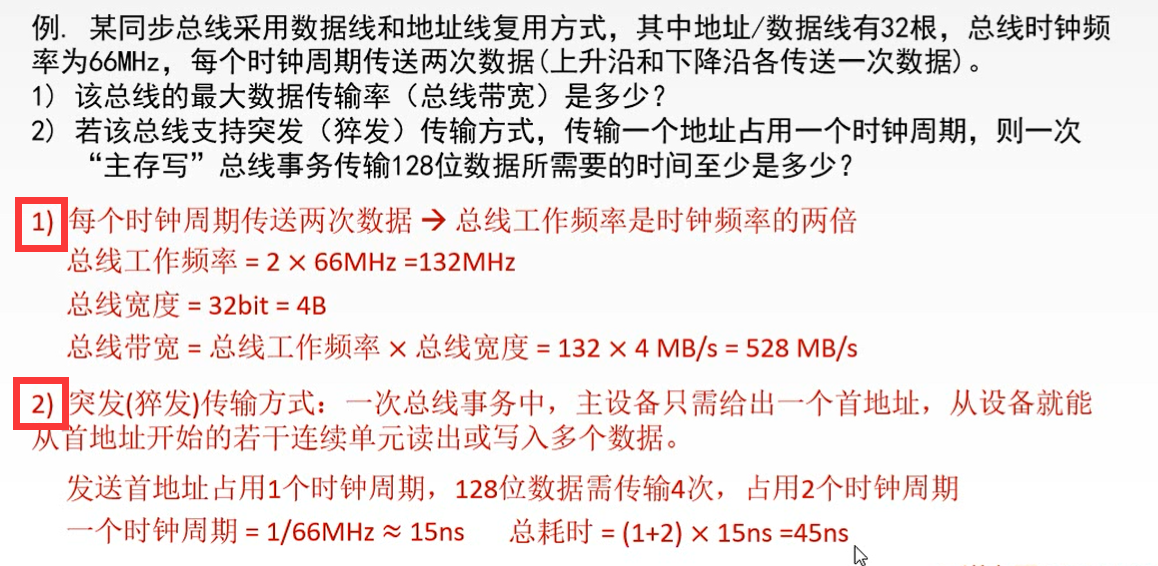 例. 某同步总线采用数据线和地址线复用方式，其中地址/数据线有32根，总线时钟频
率为66MHz，每个时钟周期传送两次数据(上升沿和下降沿各传送一次数据)。
1) 该总线的最大数据传输率（总线带宽）是多少？
2) 若该总线支持突发（猝发）传输方式，传输一个地址占用一个时钟周期，则一次
“主存写”总线事务传输128位数据所需要的时间至少是多少？
1) 每个时钟周期传送两次数据 → 总线工作频率是时钟频率的两倍
总线工作频率 = 2 × 66MHz =132MHz
总线宽度 = 32bit = 4B
总线带宽 = 总线工作频率 × 总线宽度 = 132 × 4 MB/s = 528 MB/s
2) 突发(猝发)传输方式：一次总线事务中，主设备只需给出一个首地址，从设备就能
从首地址开始的若干连续单元读出或写入多个数据。
发送首地址占用1个时钟周期，128位数据需传输4次，占用2个时钟周期
一个时钟周期 = 1/66MHz ≈ 15ns 总耗时 = (1+2) × 15ns =45ns